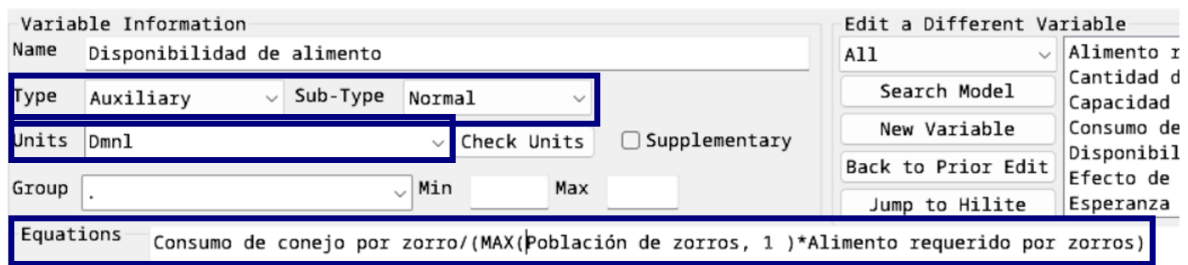 Variable Information
Edit a Different Variable
Name Disponibilidad de alimento
All
Alimento r
Type Auxiliary Sub-Type Normal
Search Model
Cantidad d
Capacidad
Units Dmnl Check Units Supplementary
New Variable
Consumo de
Disponibil
Back to Prior Edit
Efecto de
Group . Min Max
Jump to Hilite
Esperanza
Equations Consumo de conejo por zorro/(MAX(Población de zorros, 1 )*Alimento requerido por zorros)